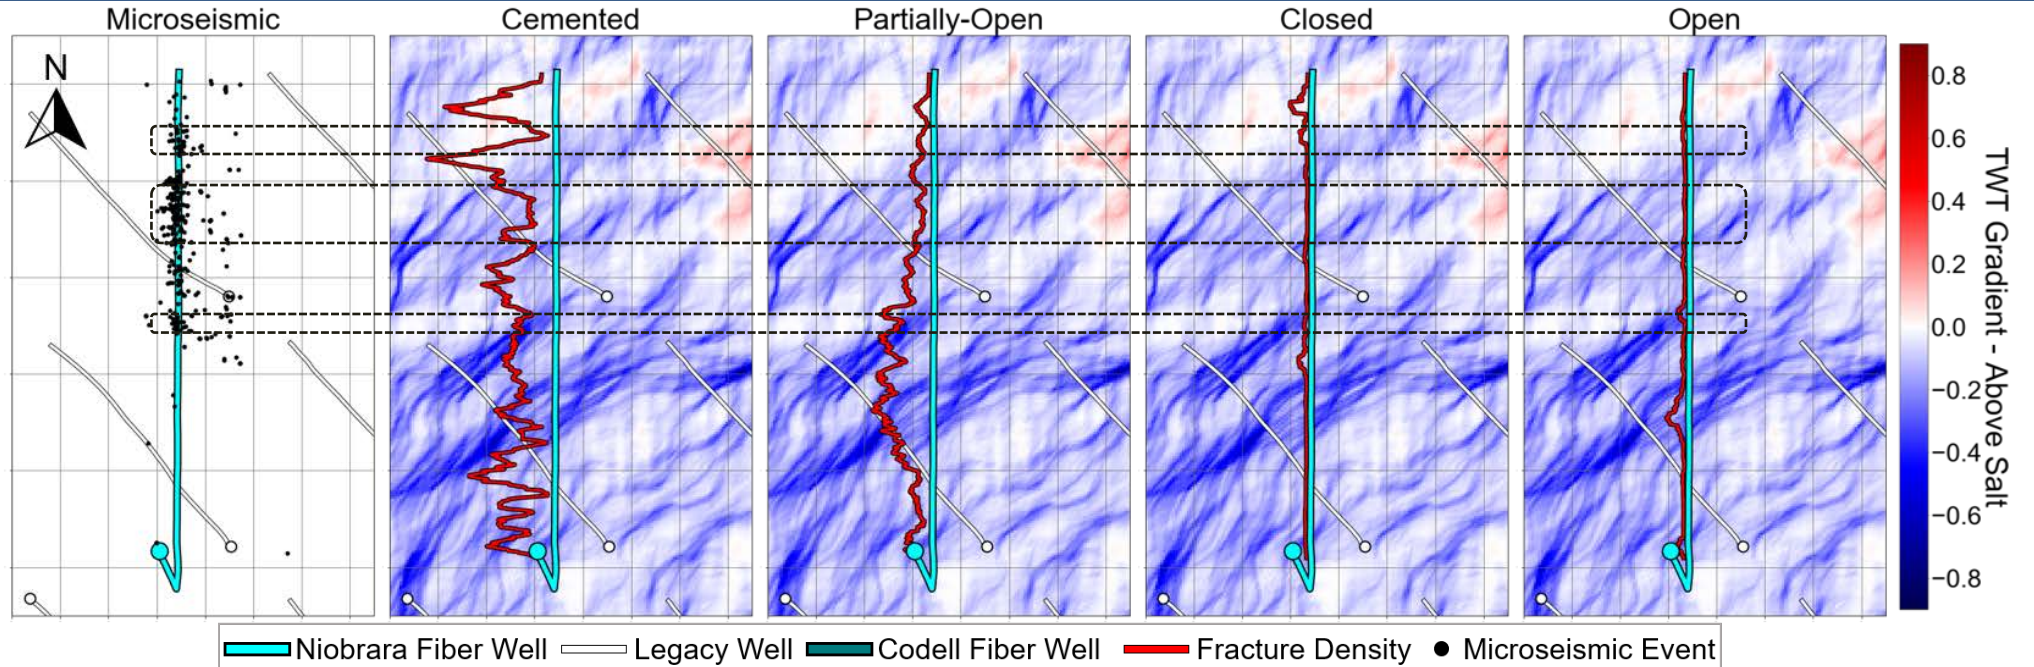 Microseismic
Cemented
Partially-Open
Closed
Open
N
0.8
0.6
0.4
0.2
0.0
−0.2
−0.4
−0.6
−0.8
TWT Gradient - Above Salt
Niobrara Fiber Well
Legacy Well
Codell Fiber Well
Fracture Density
Microseismic Event